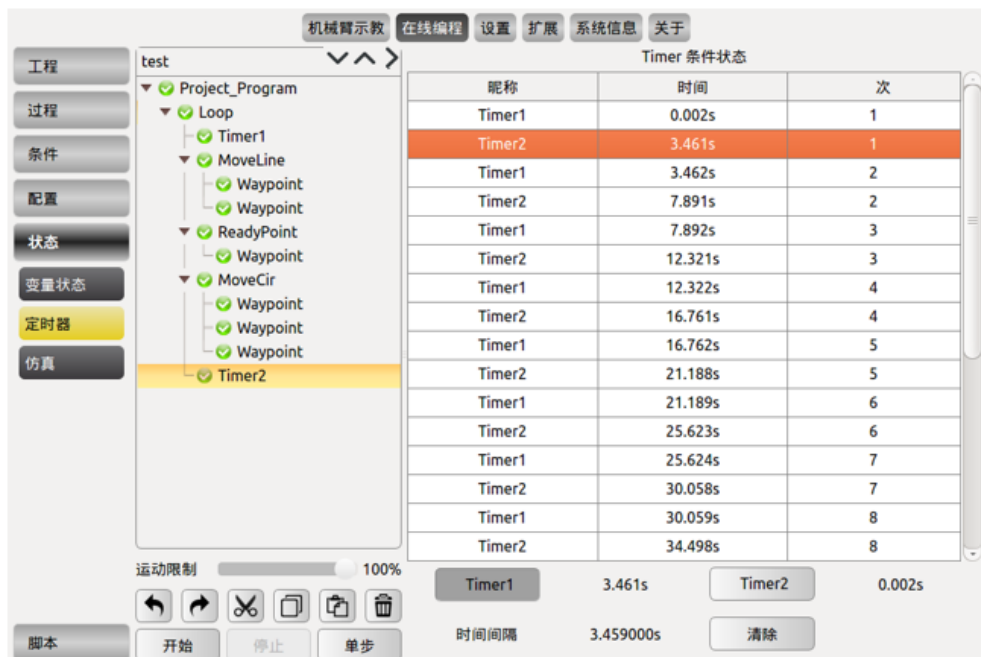 机械臂示教 在线编程 设置 扩展 系统信息 关于
工程
过程
条件
配置
状态
变量状态
定时器
仿真
脚本
test
Project_Program
Loop
Timer1
MoveLine
Waypoint
Waypoint
ReadyPoint
Waypoint
MoveCir
Waypoint
Waypoint
Waypoint
Timer2
运动限制 100%
开始 停止 单步
Timer 条件状态
昵称 时间 次
Timer1 0.002s 1
Timer2 3.461s 1
Timer1 3.462s 2
Timer2 7.891s 2
Timer1 7.892s 3
Timer2 12.321s 3
Timer1 12.322s 4
Timer2 16.761s 4
Timer1 16.762s 5
Timer2 21.188s 5
Timer1 21.189s 6
Timer2 25.623s 6
Timer1 25.624s 7
Timer2 30.058s 7
Timer1 30.059s 8
Timer2 34.498s 8
Timer1 3.461s Timer2 0.002s
时间间隔 3.459000s 清除